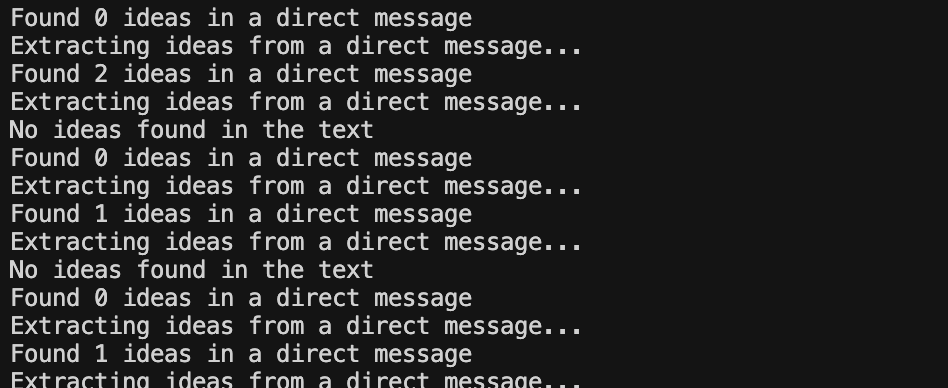 Found 0 ideas in a direct message
Extracting ideas from a direct message...
Found 2 ideas in a direct message
Extracting ideas from a direct message...
No ideas found in the text
Found 0 ideas in a direct message
Extracting ideas from a direct message...
Found 1 ideas in a direct message
Extracting ideas from a direct message...
No ideas found in the text
Found 0 ideas in a direct message
Extracting ideas from a direct message...
Found 1 ideas in a direct message
Extracting ideas from a direct message...